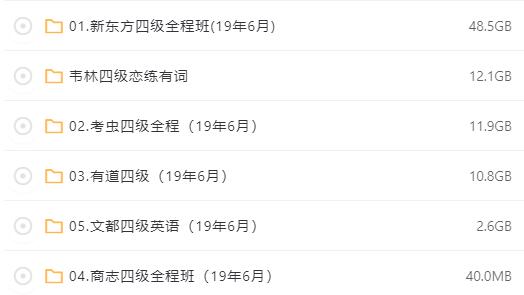 01.新东方四级全程班(19年6月) 48.5GB
韦林四级恋练有词 12.1GB
02.考虫四级全程（19年6月） 11.9GB
03.有道四级（19年6月） 10.8GB
05.文都四级英语（19年6月） 2.6GB
04.商志四级全程班（19年6月） 40.0MB